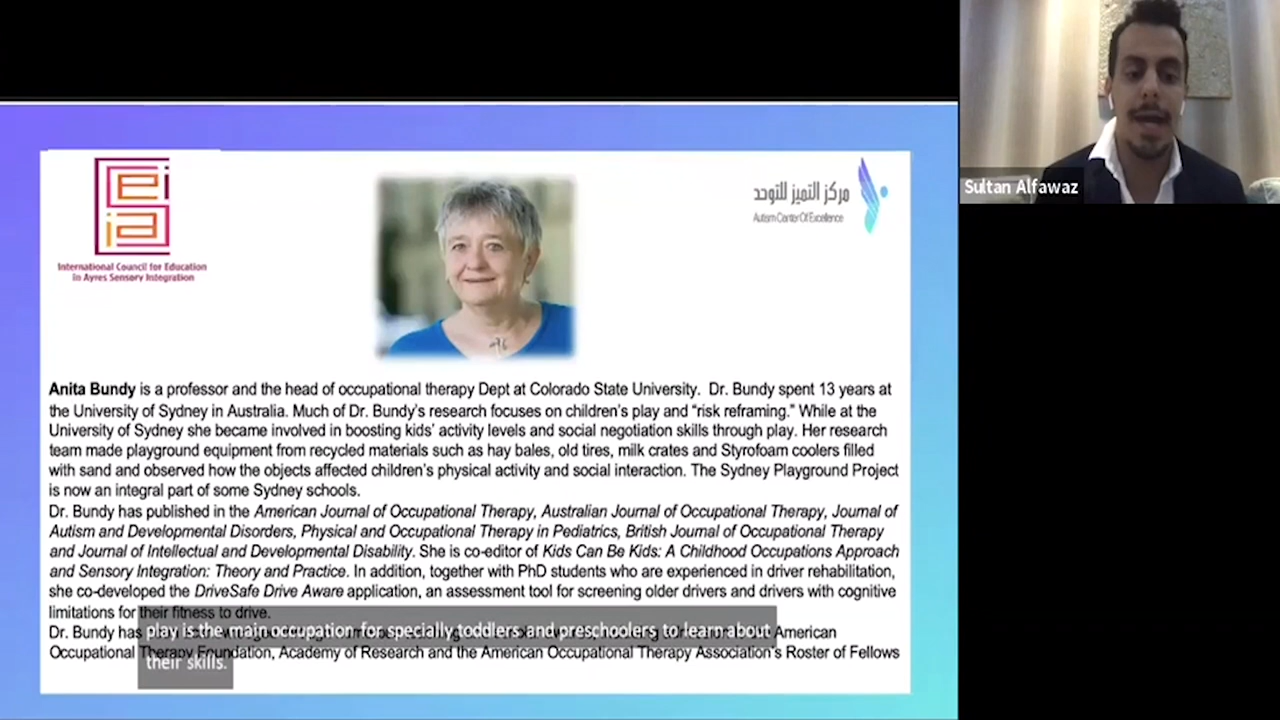 ei
ia
International Council for Education
in Ayres Sensory Integration
مركز التميز للتوحد
Autism Center Of Excellence
Sultan Alfawaz
Anita Bundy is a professor and the head of occupational therapy Dept at Colorado State University. Dr. Bundy spent 13 years at
the University of Sydney in Australia. Much of Dr. Bundy's research focuses on children's play and “risk reframing.” While at the
University of Sydney she became involved in boosting kids’ activity levels and social negotiation skills through play. Her research
team made playground equipment from recycled materials such as hay bales, old tires, milk crates and Styrofoam coolers filled
with sand and observed how the objects affected children’s physical activity and social interaction. The Sydney Playground Project
is now an integral part of some Sydney schools.
Dr. Bundy has published in the American Journal of Occupational Therapy, Australian Journal of Occupational Therapy, Journal of
Autism and Developmental Disorders, Physical and Occupational Therapy in Pediatrics, British Journal of Occupational Therapy
and Journal of Intellectual and Developmental Disability. She is co-editor of Kids Can Be Kids: A Childhood Occupations Approach
and Sensory Integration: Theory and Practice. In addition, together with PhD students who are experienced in driver rehabilitation,
she co-developed the DriveSafe Drive Aware application, an assessment tool for screening older drivers and drivers with cognitive
limitations for their fitness to drive.
Dr. Bundy has American
Occupational Therapy Foundation, Academy of Research and the American Occupational Therapy Association's Roster of Fellows
play is the main occupation for specially toddlers and preschoolers to learn about
their skills.